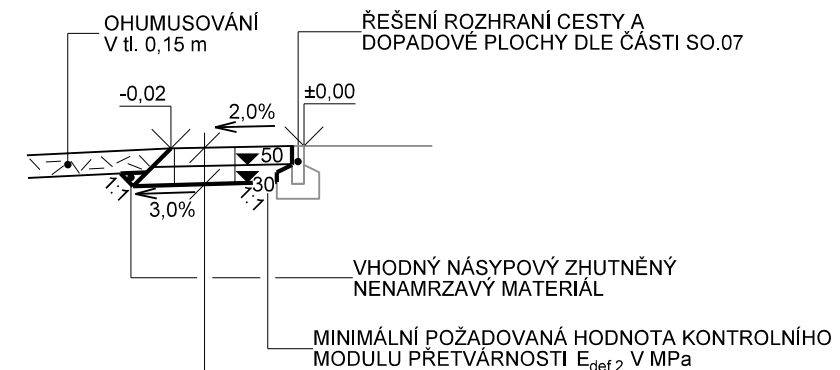 OHUMUSOVÁNÍ
V tl. 0,15 m
ŘEŠENÍ ROZHRANÍ CESTY A
DOPADOVÉ PLOCHY DLE ČÁSTI SO.07
-0,02
2,0%
±0,00
50
30
1:1
3,0%
1:1
VHODNÝ NÁSYPOVÝ ZHUTNĚNÝ
NENAMRZAVÝ MATERIÁL
MINIMÁLNÍ POŽADOVANÁ HODNOTA KONTROLNÍHO
MODULU PŘETVÁRNOSTI E def 2 V MPa